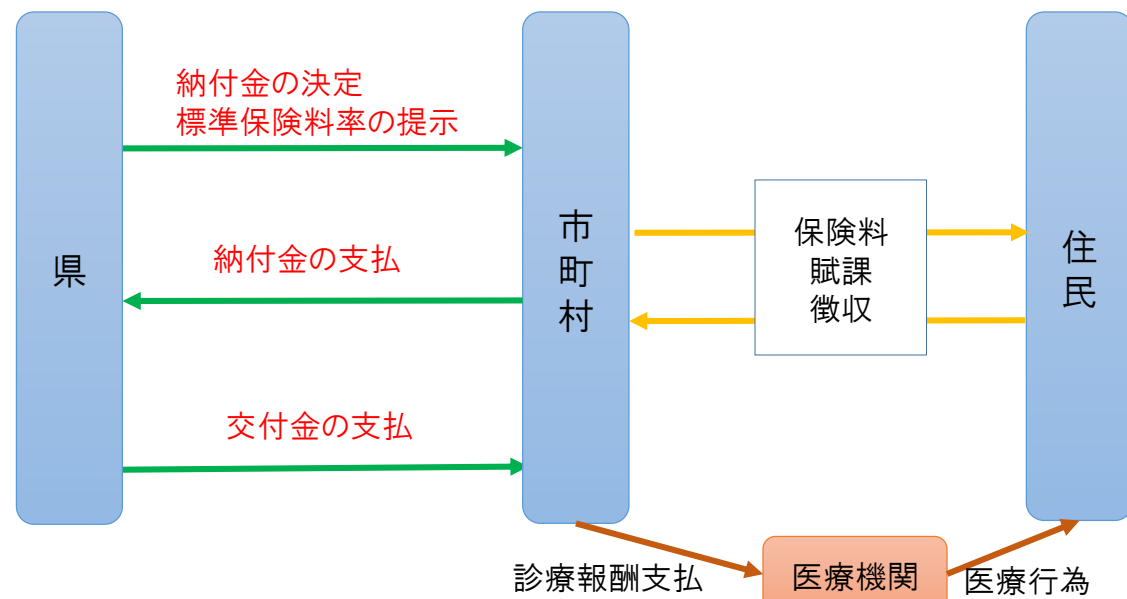 納付金の決定
標準保険料率の提示
県
納付金の支払
交付金の支払
市
町
村
保険料
賦課
徴収
住
民
診療報酬支払
医療機関
医療行為